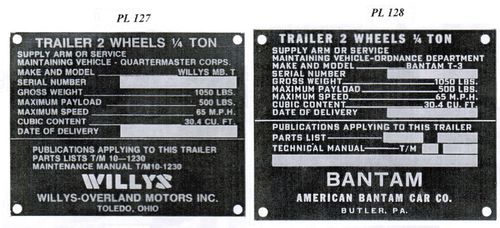 PL 127
TRAILER 2 WHEELS ¼ TON
SUPPLY ARM OR SERVICE
MAINTAINING VEHICLE - QUARTERMASTER CORPS.
MAKE AND MODEL WILLYS MB. T
SERIAL NUMBER
GROSS WEIGHT 1050 LBS.
MAXIMUM PAYLOAD 500 LBS.
MAXIMUM SPEED 65 M.P.H.
CUBIC CONTENT 30.4 CU. FT.
DATE OF DELIVERY
PUBLICATIONS APPLYING TO THIS TRAILER
PARTS LISTS T/M 10-1230
MAINTENANCE MANUAL T/M10-1230
WILLYS
WILLYS-OVERLAND MOTORS INC.
TOLEDO, OHIO
PL 128
TRAILER 2 WHEELS ¼ TON
SUPPLY ARM OR SERVICE
MAINTAINING VEHICLE-ORDNANCE DEPARTMENT
MAKE AND MODEL BANTAM T-3
SERIAL NUMBER
GROSS WEIGHT 1050 LBS.
MAXIMUM PAYLOAD 500 LBS.
MAXIMUM SPEED 65 M.P.H.
CUBIC CONTENT 30.4 CU. FT.
DATE OF DELIVERY
PUBLICATIONS APPLYING TO THIS TRAILER
PARTS LIST
TECHNICAL MANUAL T/M
BANTAM
AMERICAN BANTAM CAR CO.
BUTLER, PA.